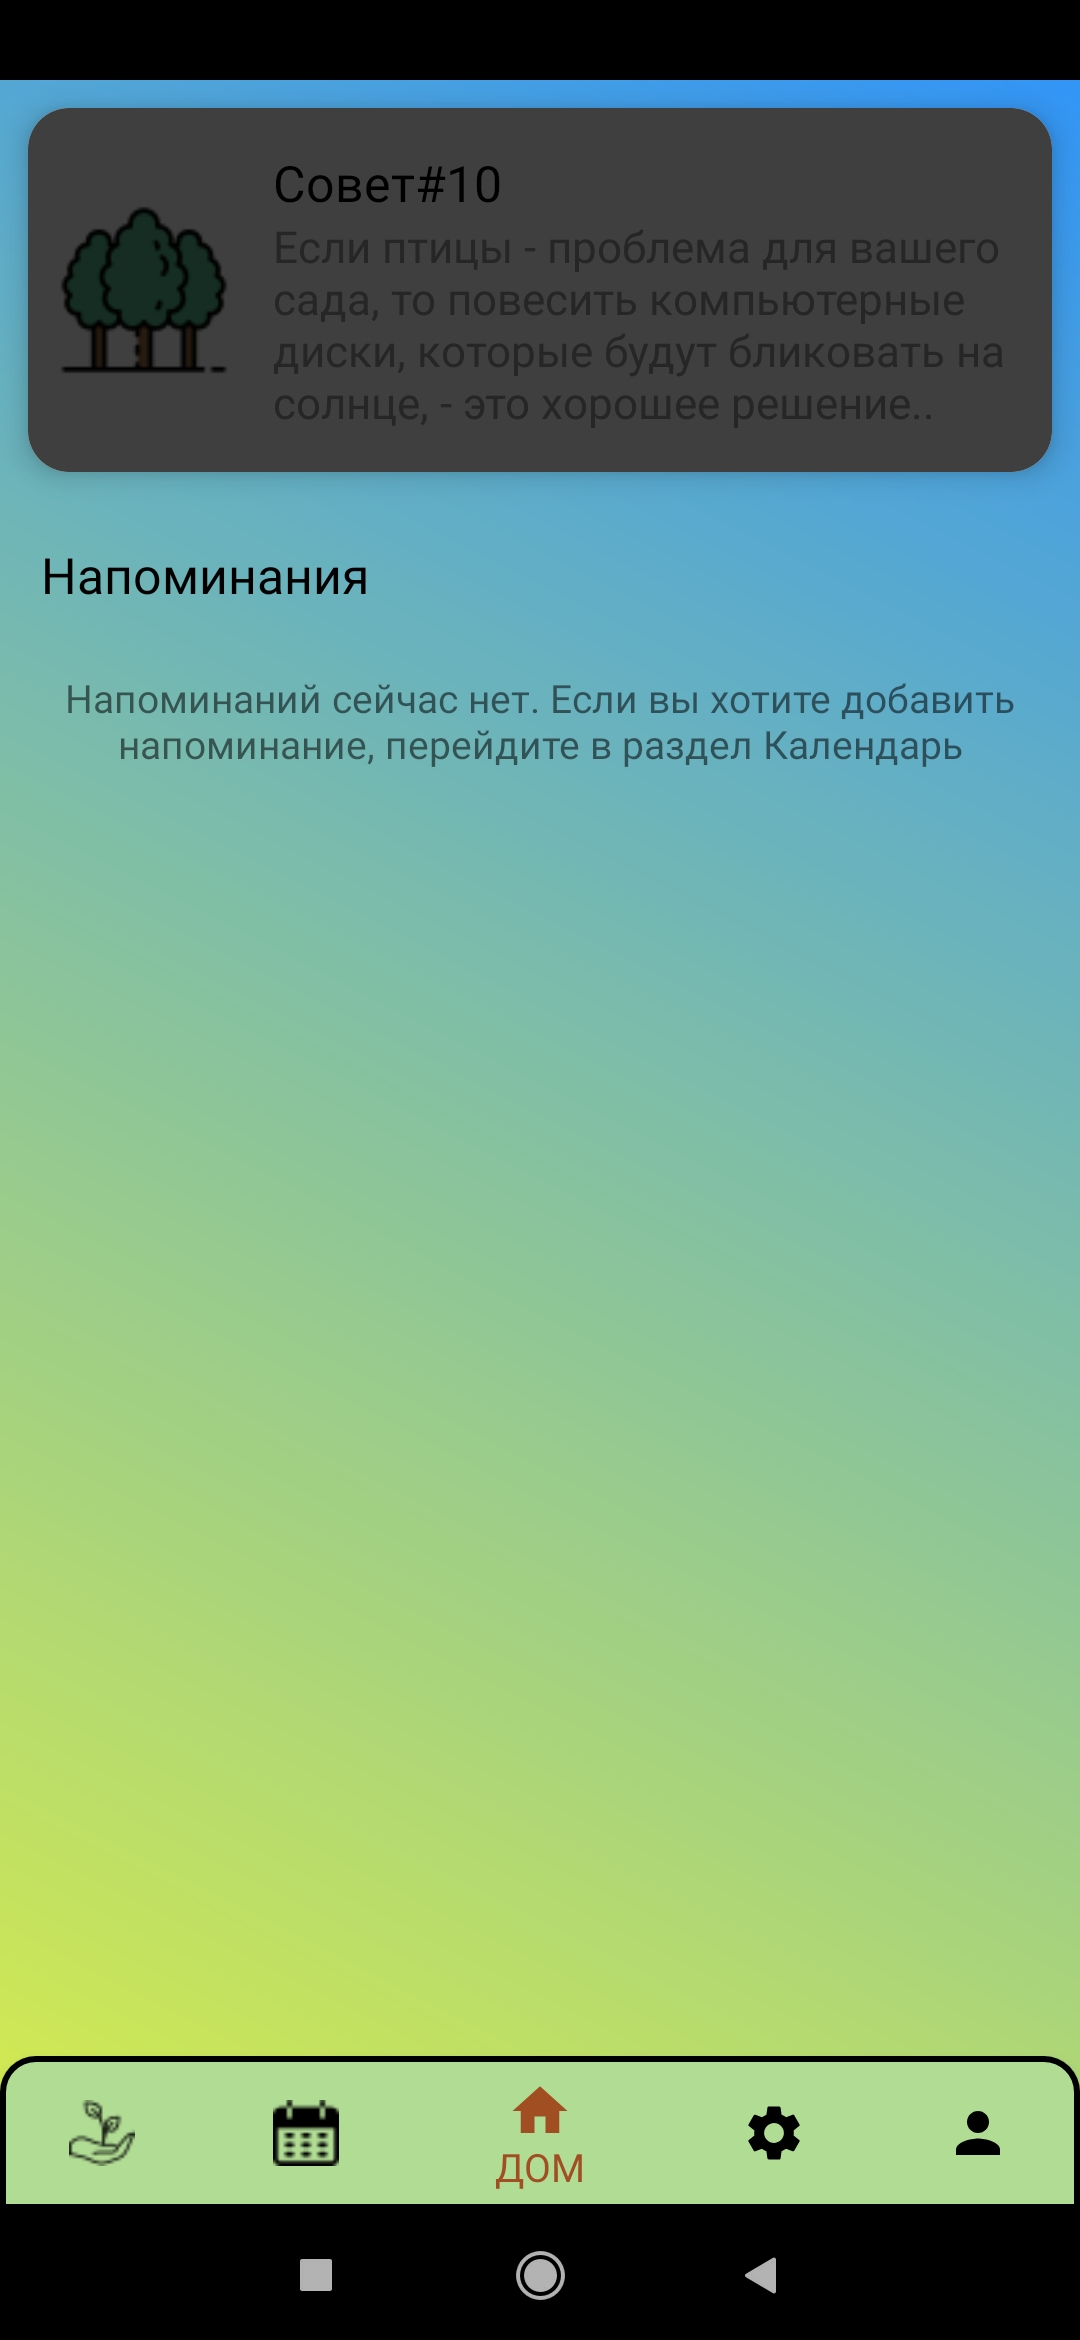 Совет#10
Если птицы - проблема для вашего
сада, то повесить компьютерные
диски, которые будут бликовать на
солнце, - это хорошее решение..
Напоминания
Напоминаний сейчас нет. Если вы хотите добавить
напоминание, перейдите в раздел Календарь
ДОМ